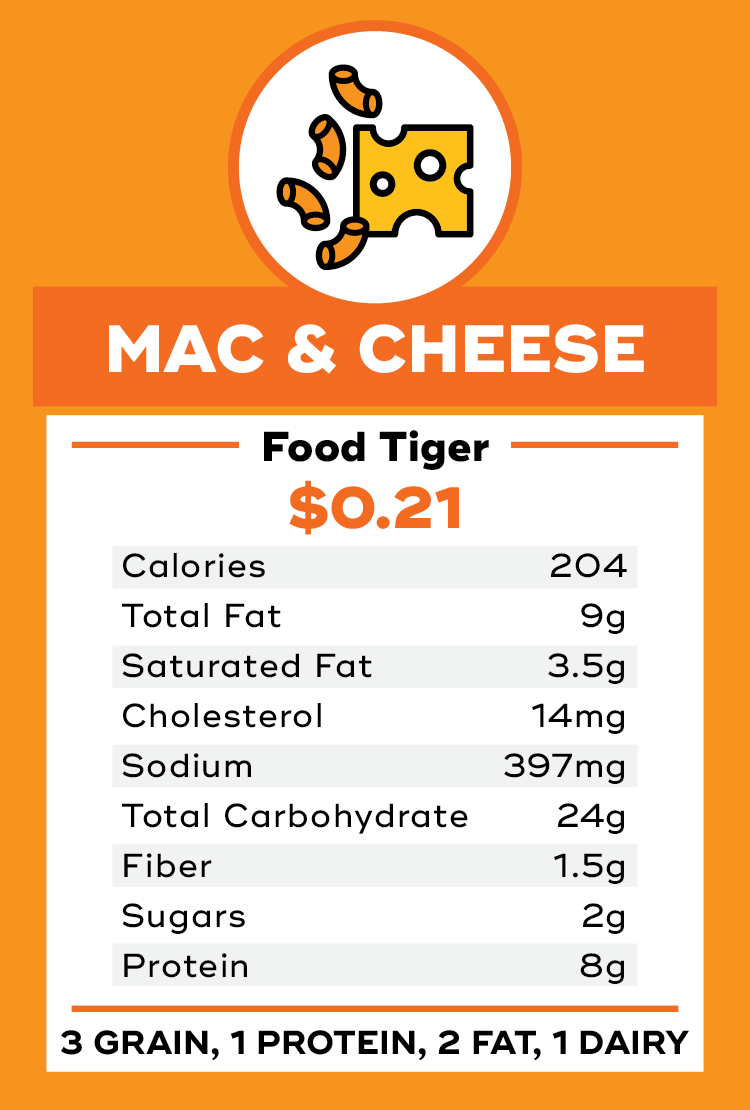 MAC & CHEESE
Food Tiger
$0.21
Calories 204
Total Fat 9g
Saturated Fat 3.5g
Cholesterol 14mg
Sodium 397mg
Total Carbohydrate 24g
Fiber 1.5g
Sugars 2g
Protein 8g
3 GRAIN, 1 PROTEIN, 2 FAT, 1 DAIRY